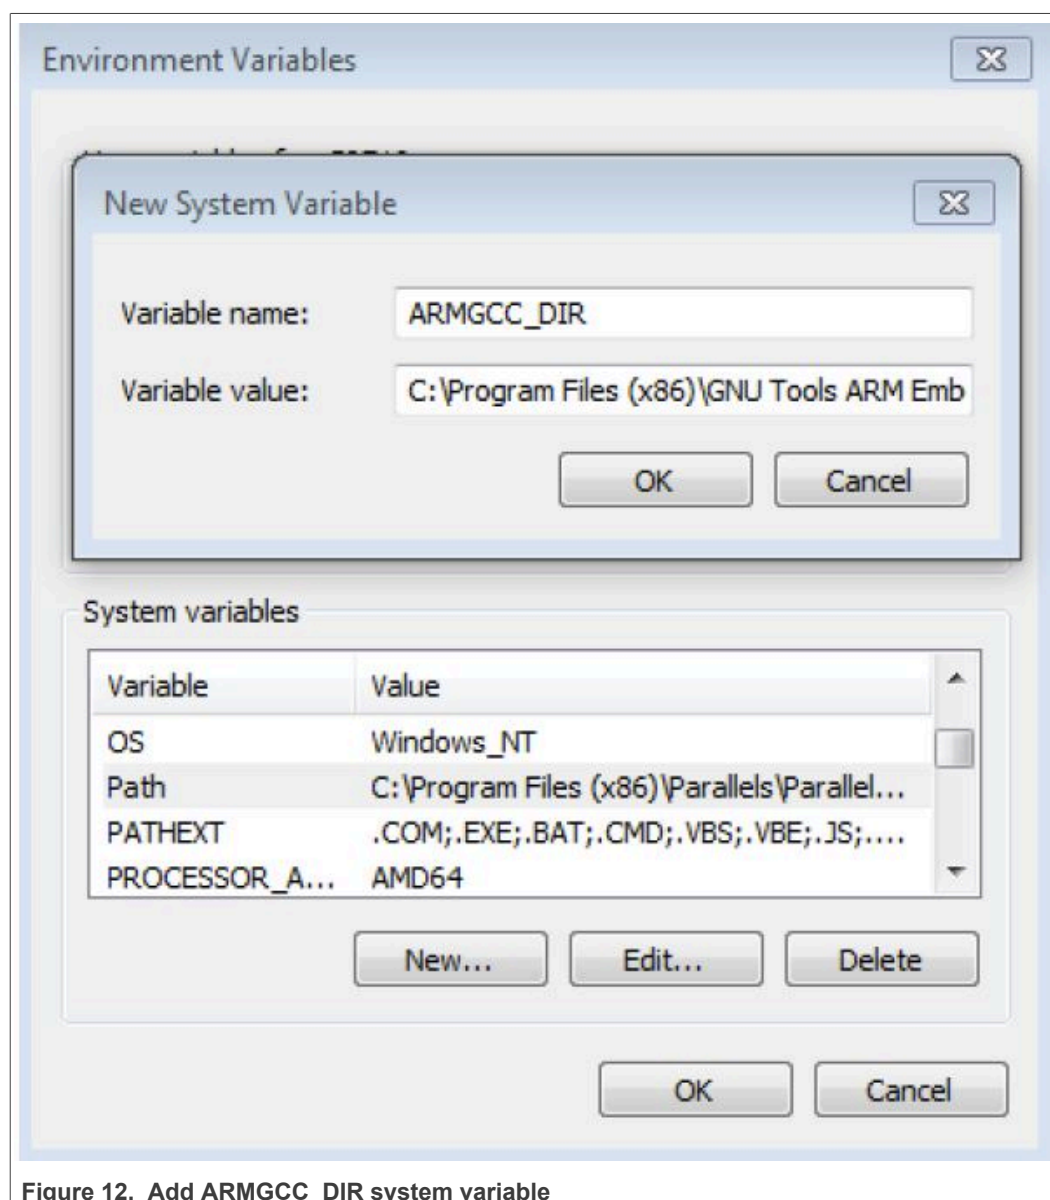 Environment Variables
New System Variable
Variable name:
ARMGCC_DIR
Variable value:
C:\Program Files (x86)\GNU Tools ARM Emb
OK
Cancel
System variables
Variable Value
OS Windows_NT
Path C:\Program Files (x86)\Parallels\Parallel...
PATHEXT .COM;.EXE;.BAT;.CMD;.VBS;.VBE;.JS;....
PROCESSOR_A... AMD64
New...
Edit...
Delete
OK
Cancel
Figure 12. Add ARMGCC_DIR system variable